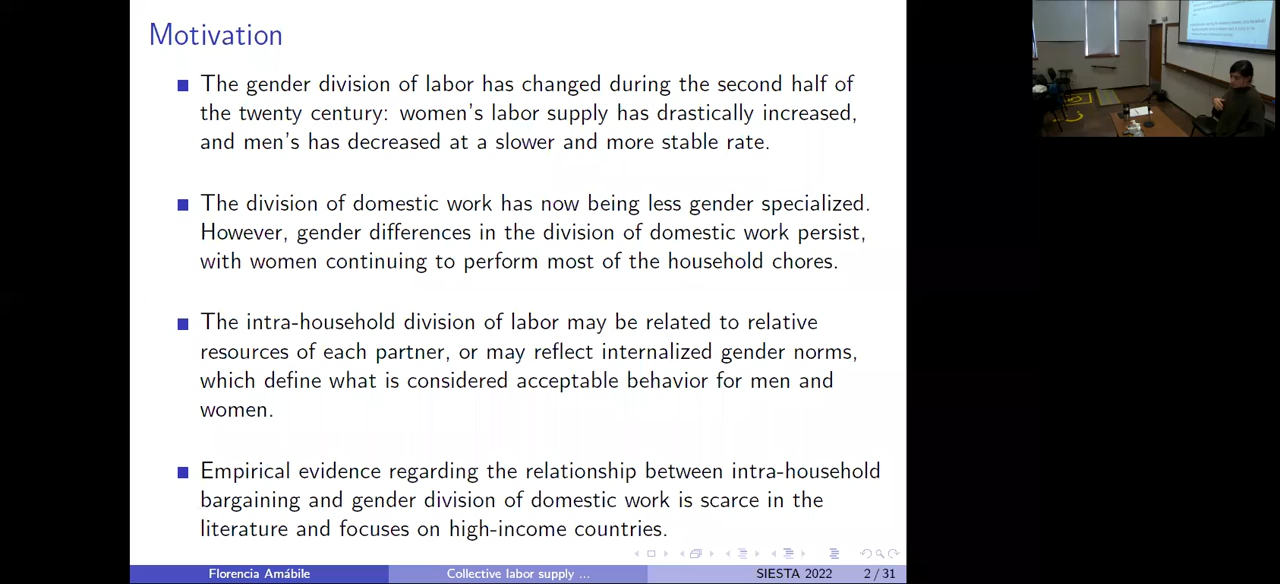 Motivation
The gender division of labor has changed during the second half of
the twenty century: women's labor supply has drastically increased,
and men's has decreased at a slower and more stable rate.
The division of domestic work has now being less gender specialized.
However, gender differences in the division of domestic work persist,
with women continuing to perform most of the household chores.
The intra-household division of labor may be related to relative
resources of each partner, or may reflect internalized gender norms,
which define what is considered acceptable behavior for men and
women.
Empirical evidence regarding the relationship between intra-household
bargaining and gender division of domestic work is scarce in the
literature and focuses on high-income countries.
Florencia Amábile Collective labor supply ... SIESTA 2022 2 / 31